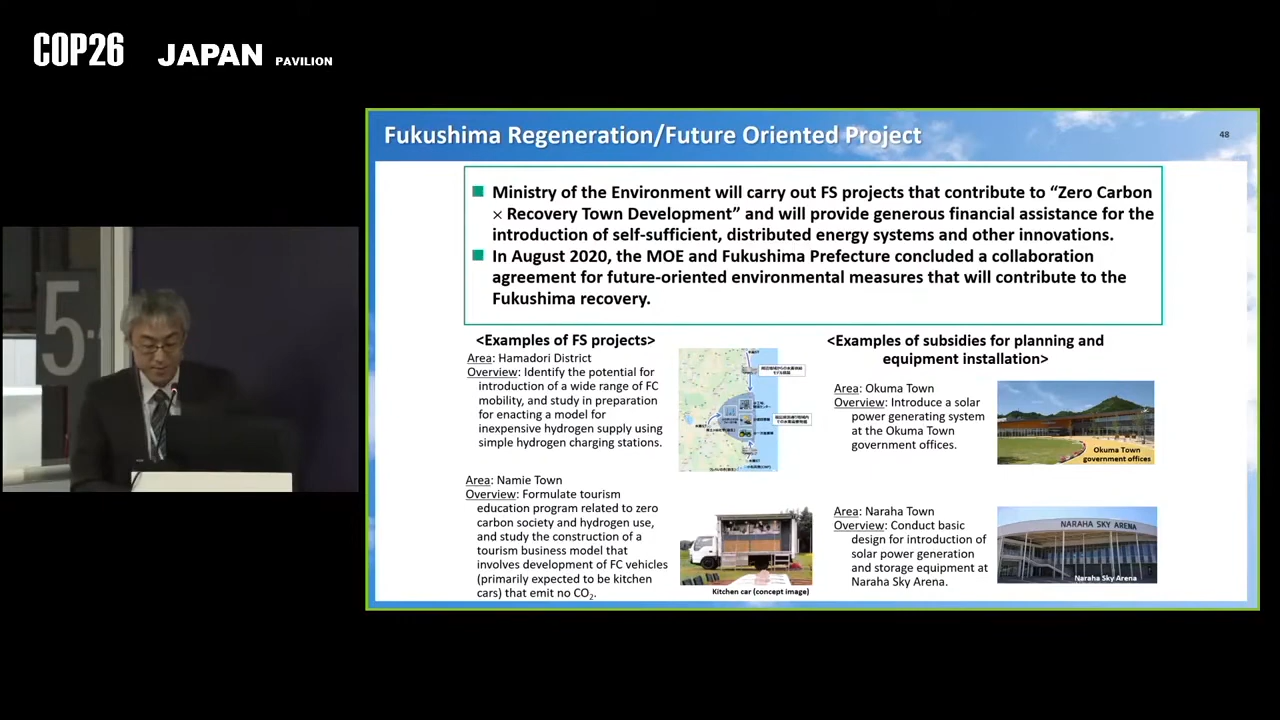 COP26 JAPAN PAVILION
Fukushima Regeneration/Future Oriented Project
48
■ Ministry of the Environment will carry out FS projects that contribute to “Zero Carbon
× Recovery Town Development” and will provide generous financial assistance for the
introduction of self-sufficient, distributed energy systems and other innovations.
■ In August 2020, the MOE and Fukushima Prefecture concluded a collaboration
agreement for future-oriented environmental measures that will contribute to the
Fukushima recovery.
<Examples of FS projects>
Area: Hamadori District
Overview: Identify the potential for
introduction of a wide range of FC
mobility, and study in preparation
for enacting a model for
inexpensive hydrogen supply using
simple hydrogen charging stations.
Area: Namie Town
Overview: Formulate tourism
education program related to zero
carbon society and hydrogen use,
and study the construction of a
tourism business model that
involves development of FC vehicles
(primarily expected to be kitchen
cars) that emit no CO2.
Kitchen car (concept image)
<Examples of subsidies for planning and
equipment installation>
Area: Okuma Town
Overview: Introduce a solar
power generating system
at the Okuma Town
government offices.
Okuma Town
government offices
Area: Naraha Town
Overview: Conduct basic
design for introduction of
solar power generation
and storage equipment at
Naraha Sky Arena.
NARAHA SKY ARENA
Naraha Sky Arena
5